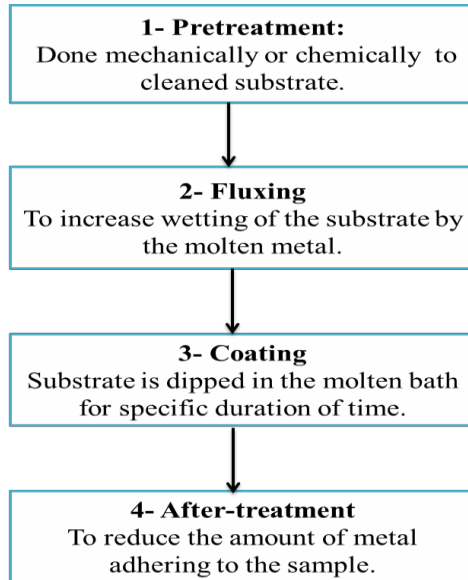 1- Pretreatment:
Done mechanically or chemically to
cleaned substrate.
2- Fluxing
To increase wetting of the substrate by
the molten metal.
3- Coating
Substrate is dipped in the molten bath
for specific duration of time.
4- After-treatment
To reduce the amount of metal
adhering to the sample.